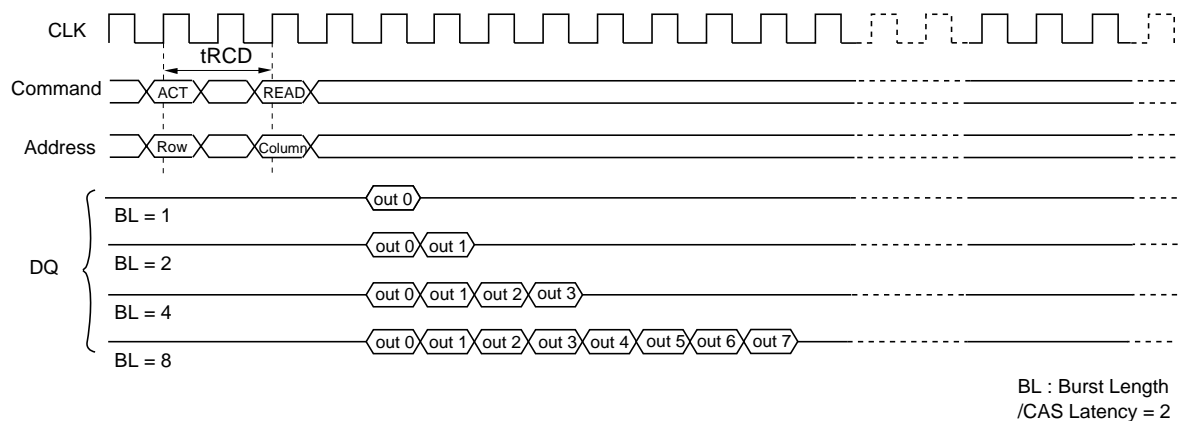 CLK
tRCD
Command ACT READ
Address Row Column
DQ
BL = 1 out 0
BL = 2 out 0 out 1
BL = 4 out 0 out 1 out 2 out 3
BL = 8 out 0 out 1 out 2 out 3 out 4 out 5 out 6 out 7
BL : Burst Length
/CAS Latency = 2